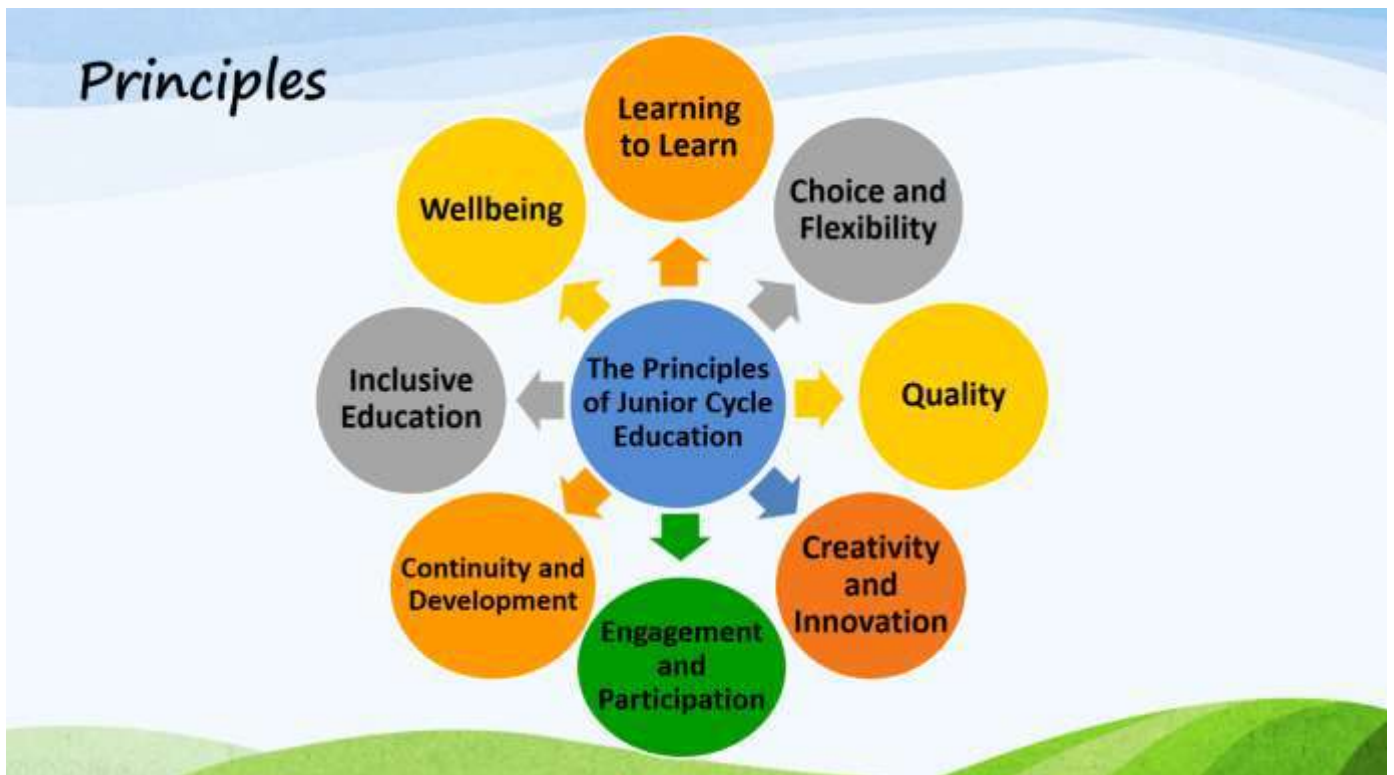 Principles
Learning
to Learn
Choice and
Flexibility
Quality
Creativity
and
Innovation
Engagement
and
Participation
Continuity and
Development
Inclusive
Education
Wellbeing
The Principles
of Junior Cycle
Education